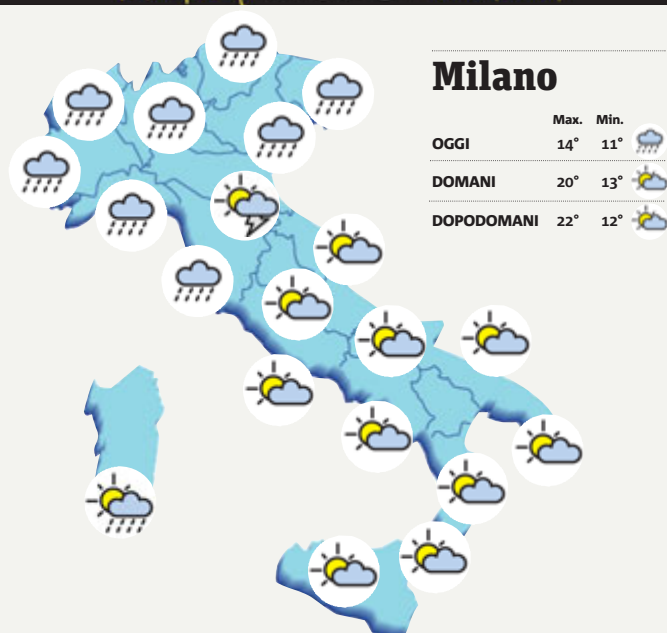 Milano
Max. Min.
OGGI 14° 11°
DOMANI 20° 13°
DOPODOMANI 22° 12°